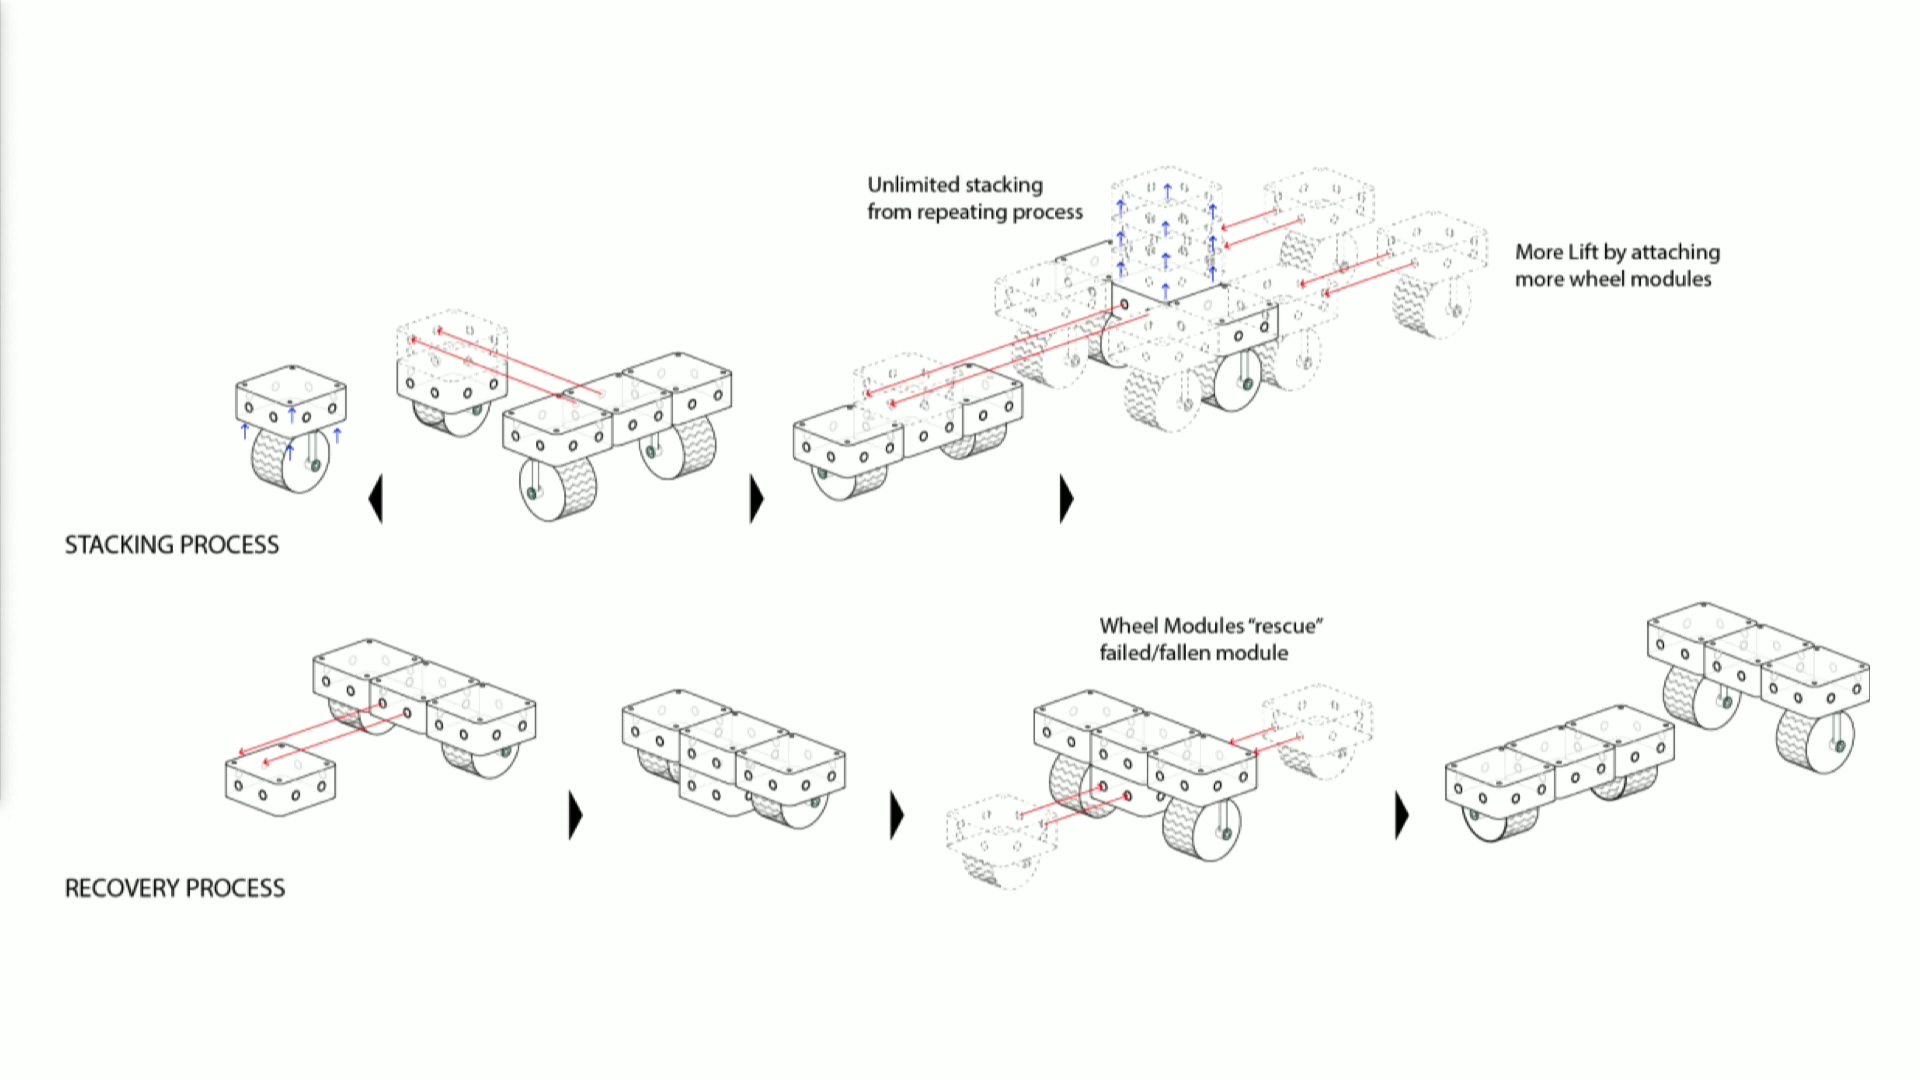 Unlimited stacking
from repeating process
More Lift by attaching
more wheel modules
STACKING PROCESS
Wheel Modules “rescue”
failed/fallen module
RECOVERY PROCESS